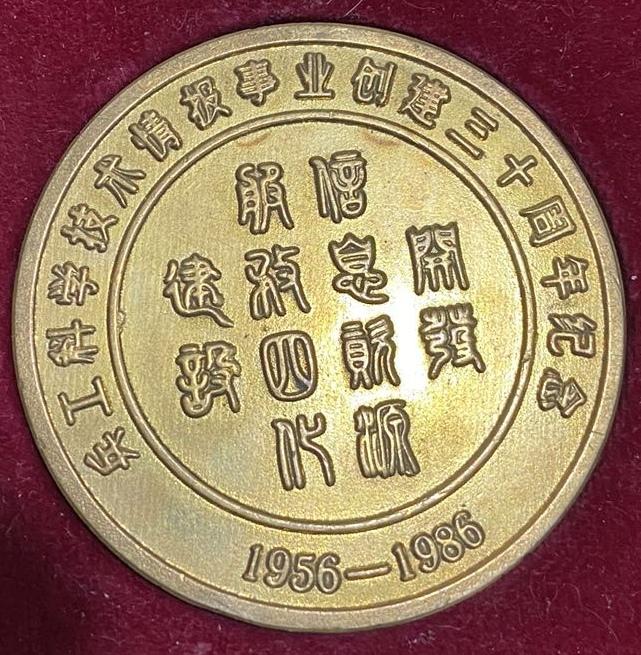 兵工科学技术情报事业创建三十周年纪念
開發
信息資源
服務四化
建設
1956—1986